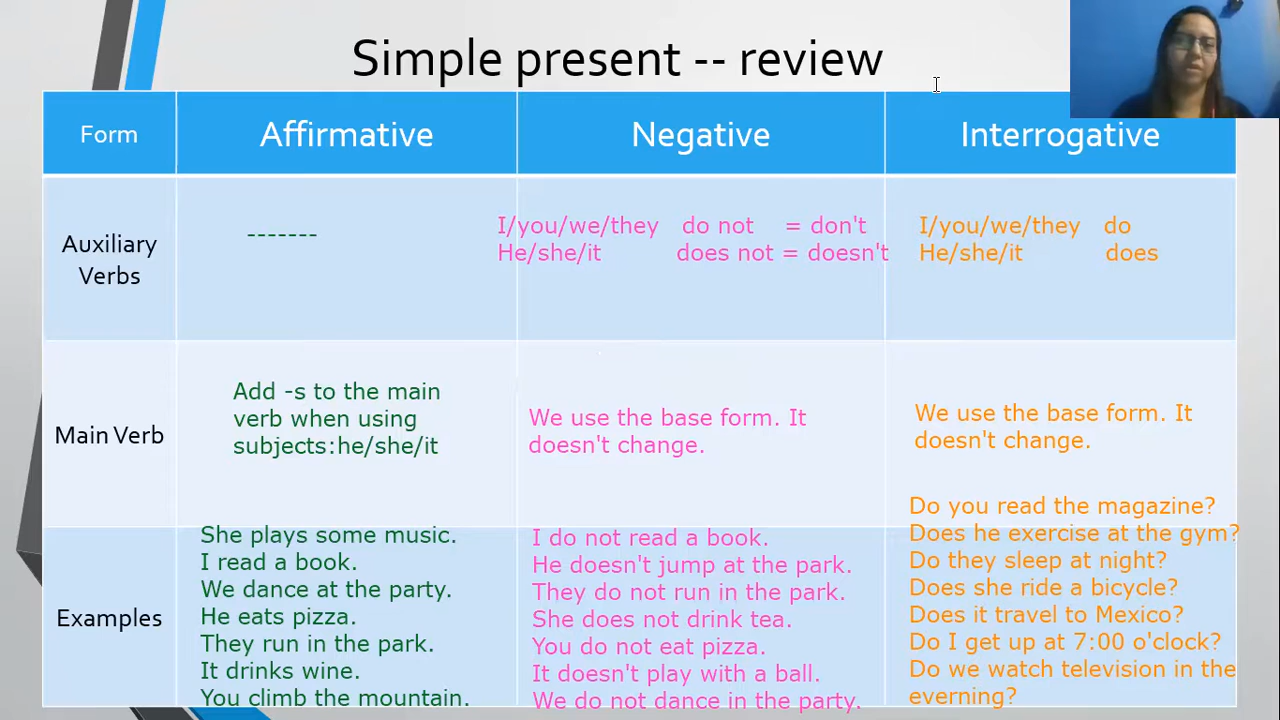 Simple present -- review
Form
Affirmative
Negative
Interrogative
Auxiliary
Verbs
-------
I/you/we/they do not = don't
He/she/it does not = doesn't
I/you/we/they do
He/she/it does
Main Verb
Add -s to the main
verb when using
subjects:he/she/it
We use the base form. It
doesn't change.
We use the base form. It
doesn't change.
Examples
She plays some music.
I read a book.
We dance at the party.
He eats pizza.
They run in the park.
It drinks wine.
You climb the mountain.
I do not read a book.
He doesn't jump at the park.
They do not run in the park.
She does not drink tea.
You do not eat pizza.
It doesn't play with a ball.
We do not dance in the party.
Do you read the magazine?
Does he exercise at the gym?
Do they sleep at night?
Does she ride a bicycle?
Does it travel to Mexico?
Do I get up at 7:00 o'clock?
Do we watch television in the
everning?